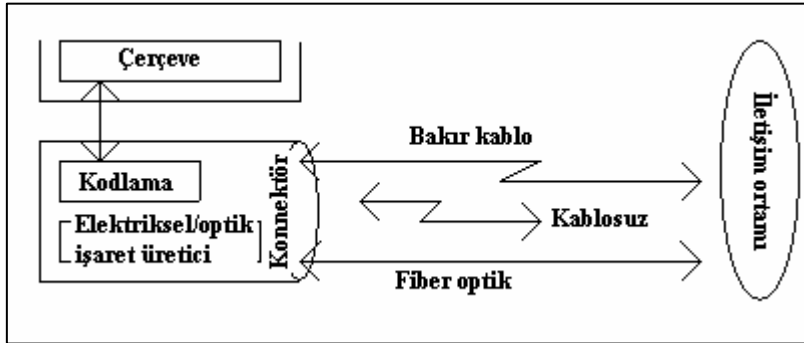 Çerçeve
Kodlama
Elektriksel/optik
işaret üretici
Konnektör
Bakır kablo
Kablosuz
Fiber optik
İletişim ortamı